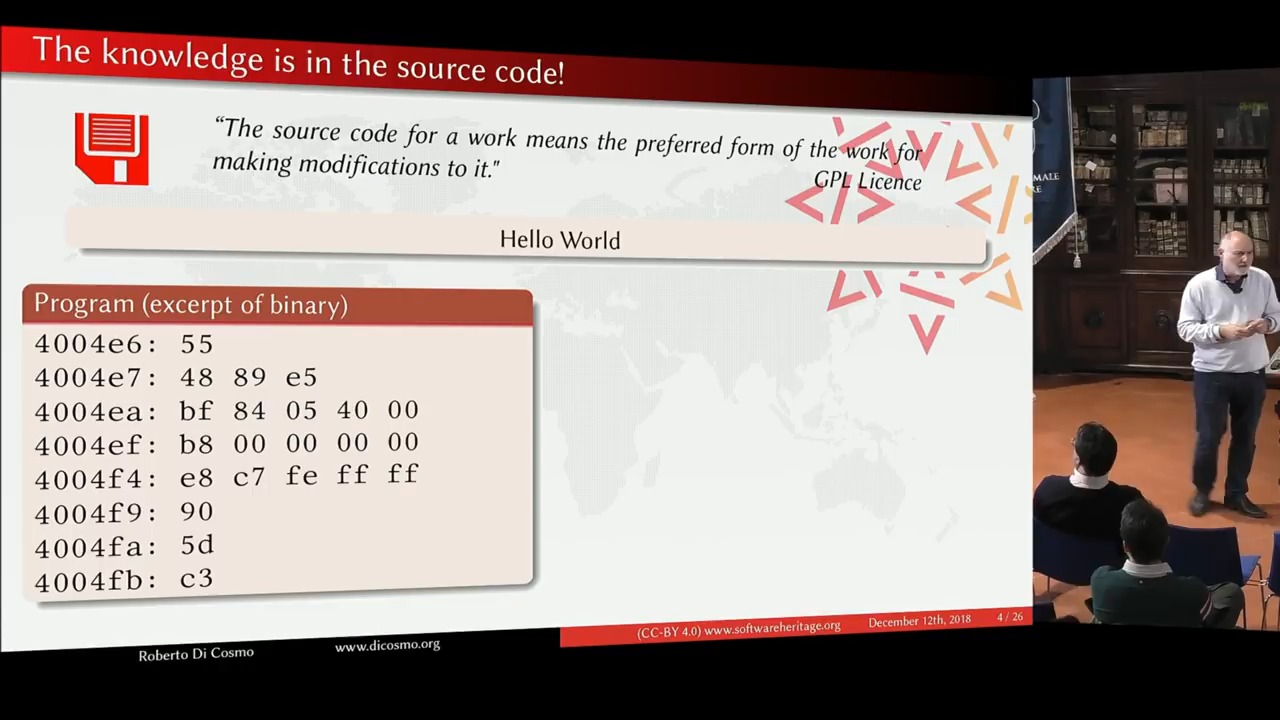 The knowledge is in the source code!
“The source code for a work means the preferred form of the work for
making modifications to it."
GPL Licence
Hello World
Program (excerpt of binary)
4004e6: 55
4004e7: 48 89 e5
4004ea: bf 84 05 40 00
4004ef: b8 00 00 00 00
4004f4: e8 c7 fe ff ff
4004f9: 90
4004fa: 5d
4004fb: c3
Roberto Di Cosmo
www.dicosmo.org
(CC-BY 4.0) www.softwareheritage.org
December 12th, 2018
4 / 26